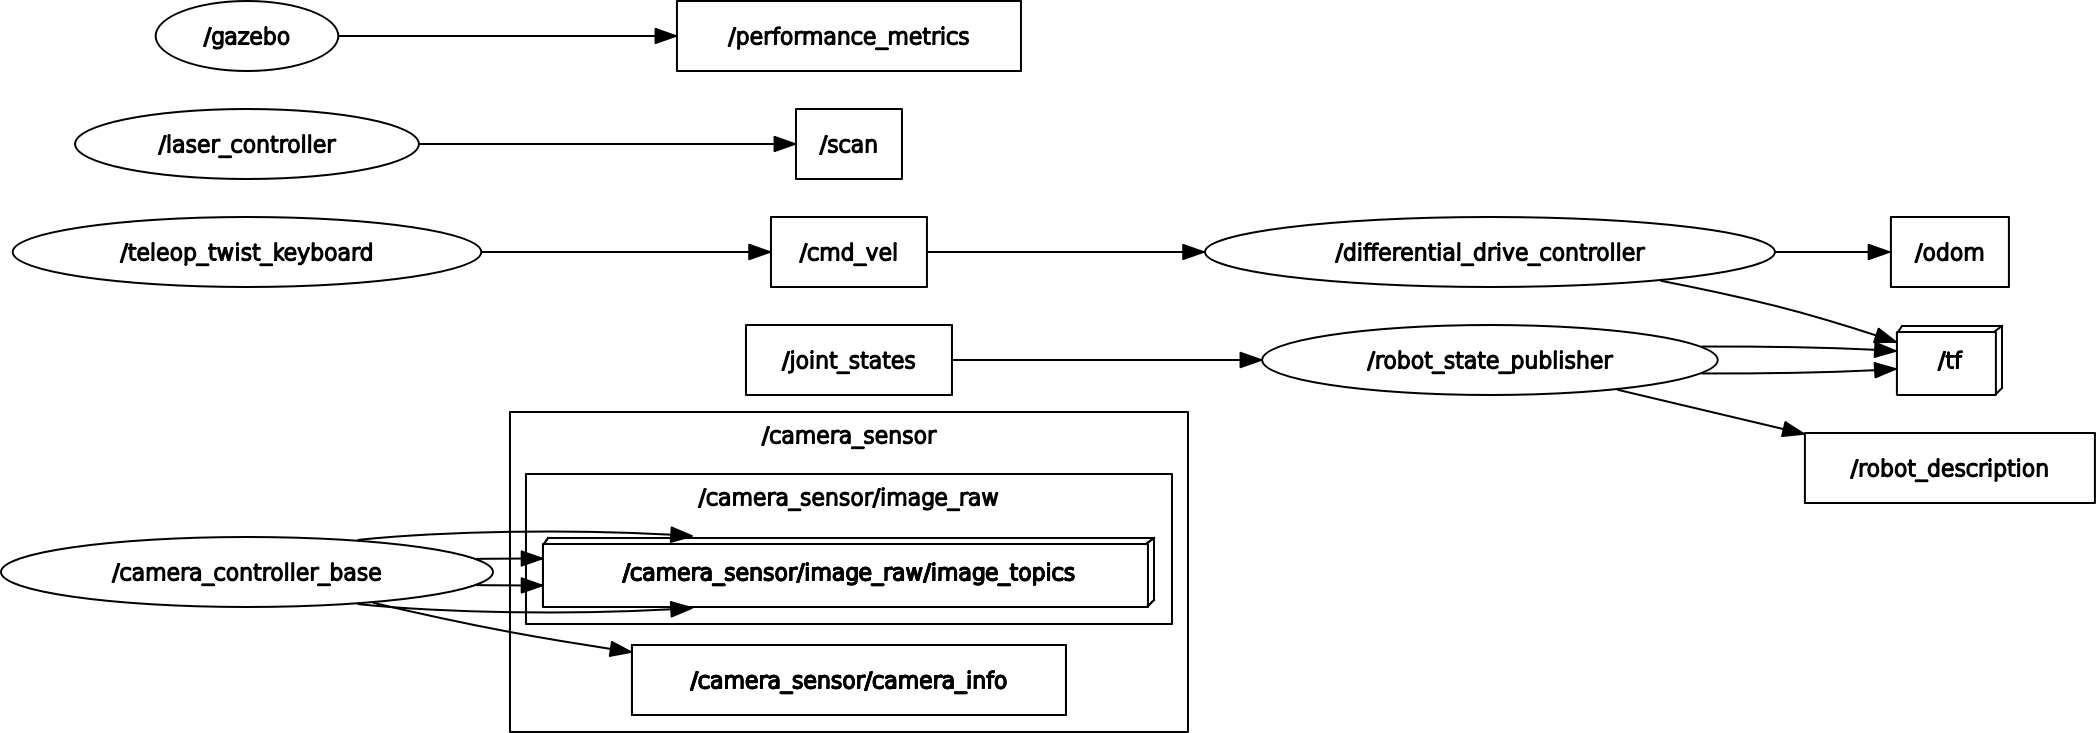 /gazebo
/performance_metrics
/laser_controller
/scan
/teleop_twist_keyboard
/cmd_vel
/differential_drive_controller
/odom
/joint_states
/robot_state_publisher
/tf
/camera_sensor
/robot_description
/camera_sensor/image_raw
/camera_controller_base
/camera_sensor/image_raw/image_topics
/camera_sensor/camera_info